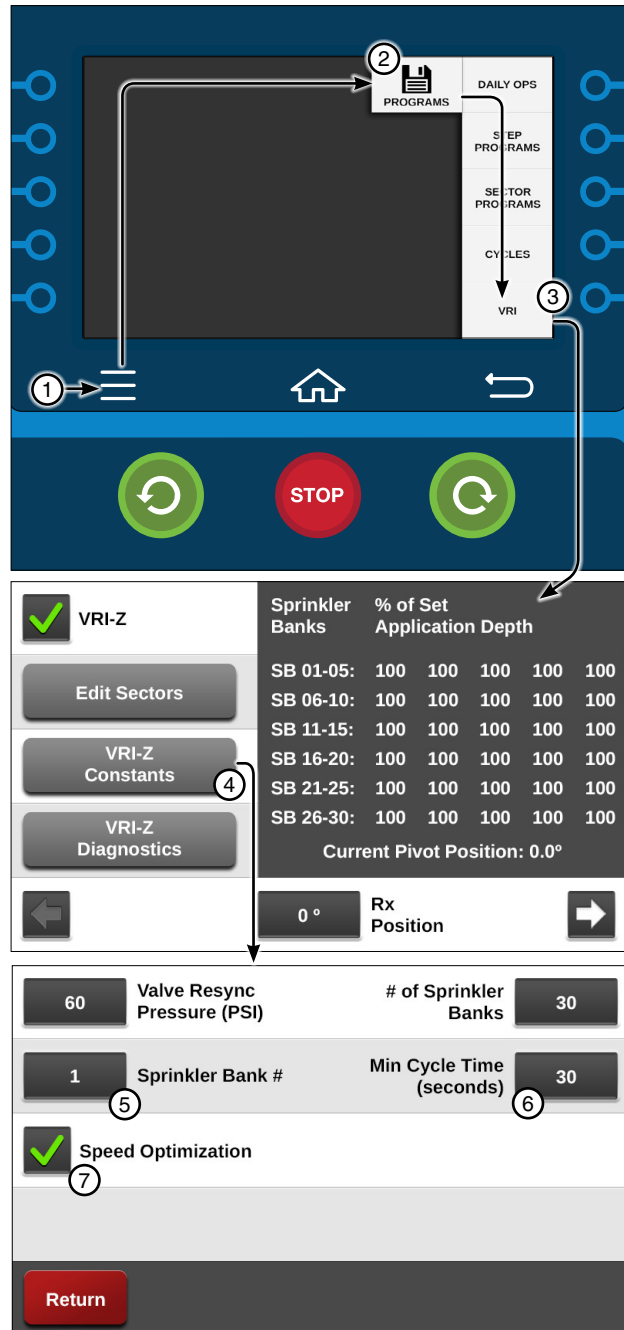 2
PROGRAMS
DAILY OPS
STEP
PROGRAMS
SECTOR
PROGRAMS
CYCLES
3
VRI
1
STOP
VRI-Z
Edit Sectors
VRI-Z
Constants
4
VRI-Z
Diagnostics
Sprinkler Banks % of Set Application Depth
SB 01-05: 100 100 100 100 100
SB 06-10: 100 100 100 100 100
SB 11-15: 100 100 100 100 100
SB 16-20: 100 100 100 100 100
SB 21-25: 100 100 100 100 100
SB 26-30: 100 100 100 100 100
Current Pivot Position: 0.0º
0 º
Rx
Position
60
Valve Resync
Pressure (PSI)
# of Sprinkler
Banks
30
1
5
Sprinkler Bank #
Min Cycle Time
(seconds)
30
6
Speed Optimization
7
Return